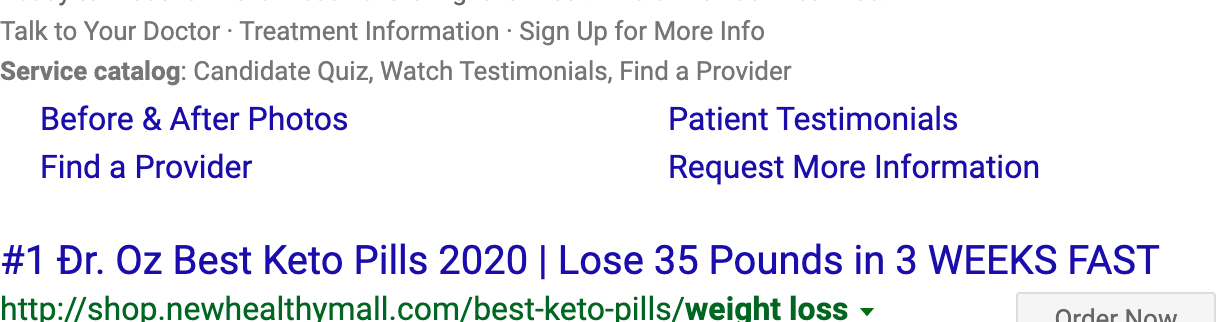 Talk to Your Doctor · Treatment Information · Sign Up for More Info
Service catalog: Candidate Quiz, Watch Testimonials, Find a Provider
Before & After Photos
Patient Testimonials
Find a Provider
Request More Information
#1 Đr. Oz Best Keto Pills 2020 | Lose 35 Pounds in 3 WEEKS FAST
http://shop.newhealthymall.com/best-keto-pills/weight loss
Order Now